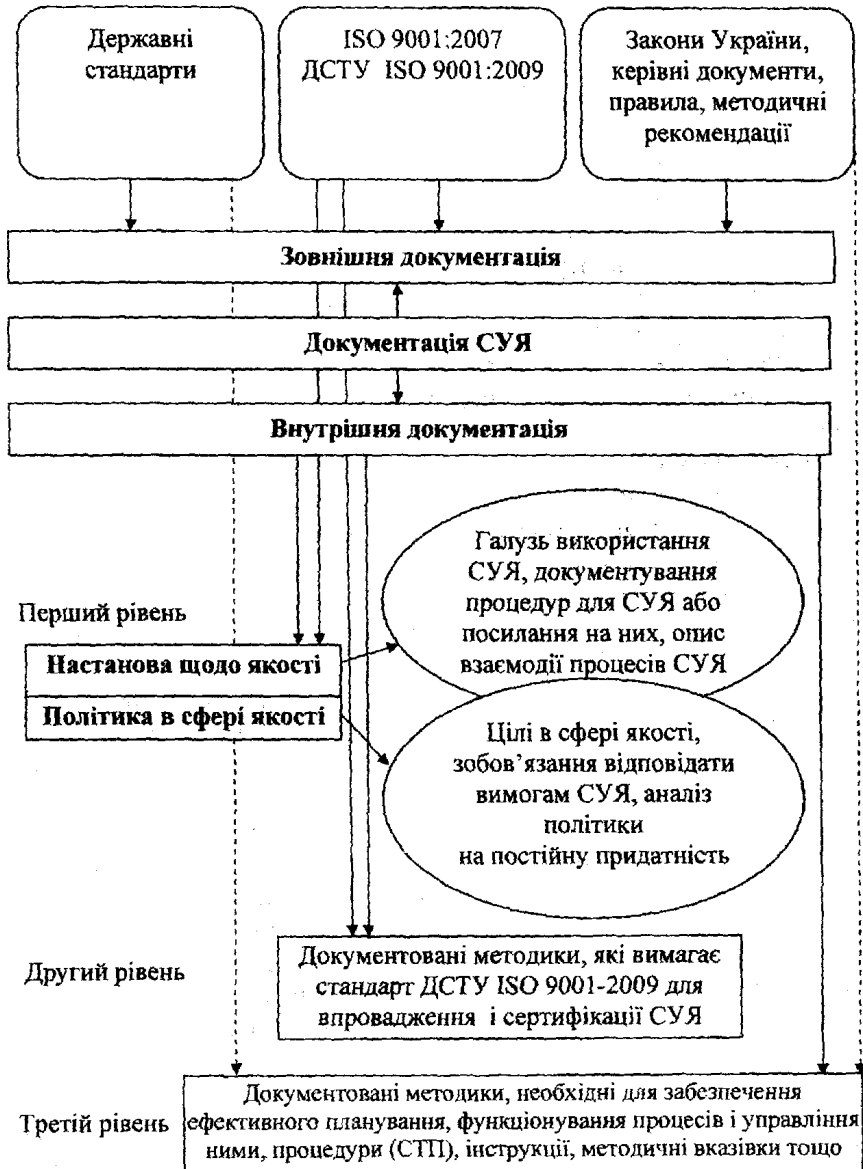 Державні
стандарти
ISO 9001:2007
ДСТУ ISO 9001:2009
Закони України,
керівні документи,
правила, методичні
рекомендації
Зовнішня документація
Документація СУЯ
Внутрішня документація
Галузь використання
СУЯ, документування
процедур для СУЯ або
посилання на них, опис
взаємодії процесів СУЯ
Перший рівень
Настанова щодо якості
Політика в сфері якості
Цілі в сфері якості,
зобов’язання відповідати
вимогам СУЯ, аналіз
політики
на постійну придатність
Другий рівень
Документовані методики, які вимагає
стандарт ДСТУ ISO 9001-2009 для
впровадження і сертифікації СУЯ
Третій рівень
Документовані методики, необхідні для забезпечення
ефективного планування, функціонування процесів і управління
ними, процедури (СТП), інструкції, методичні вказівки тощо